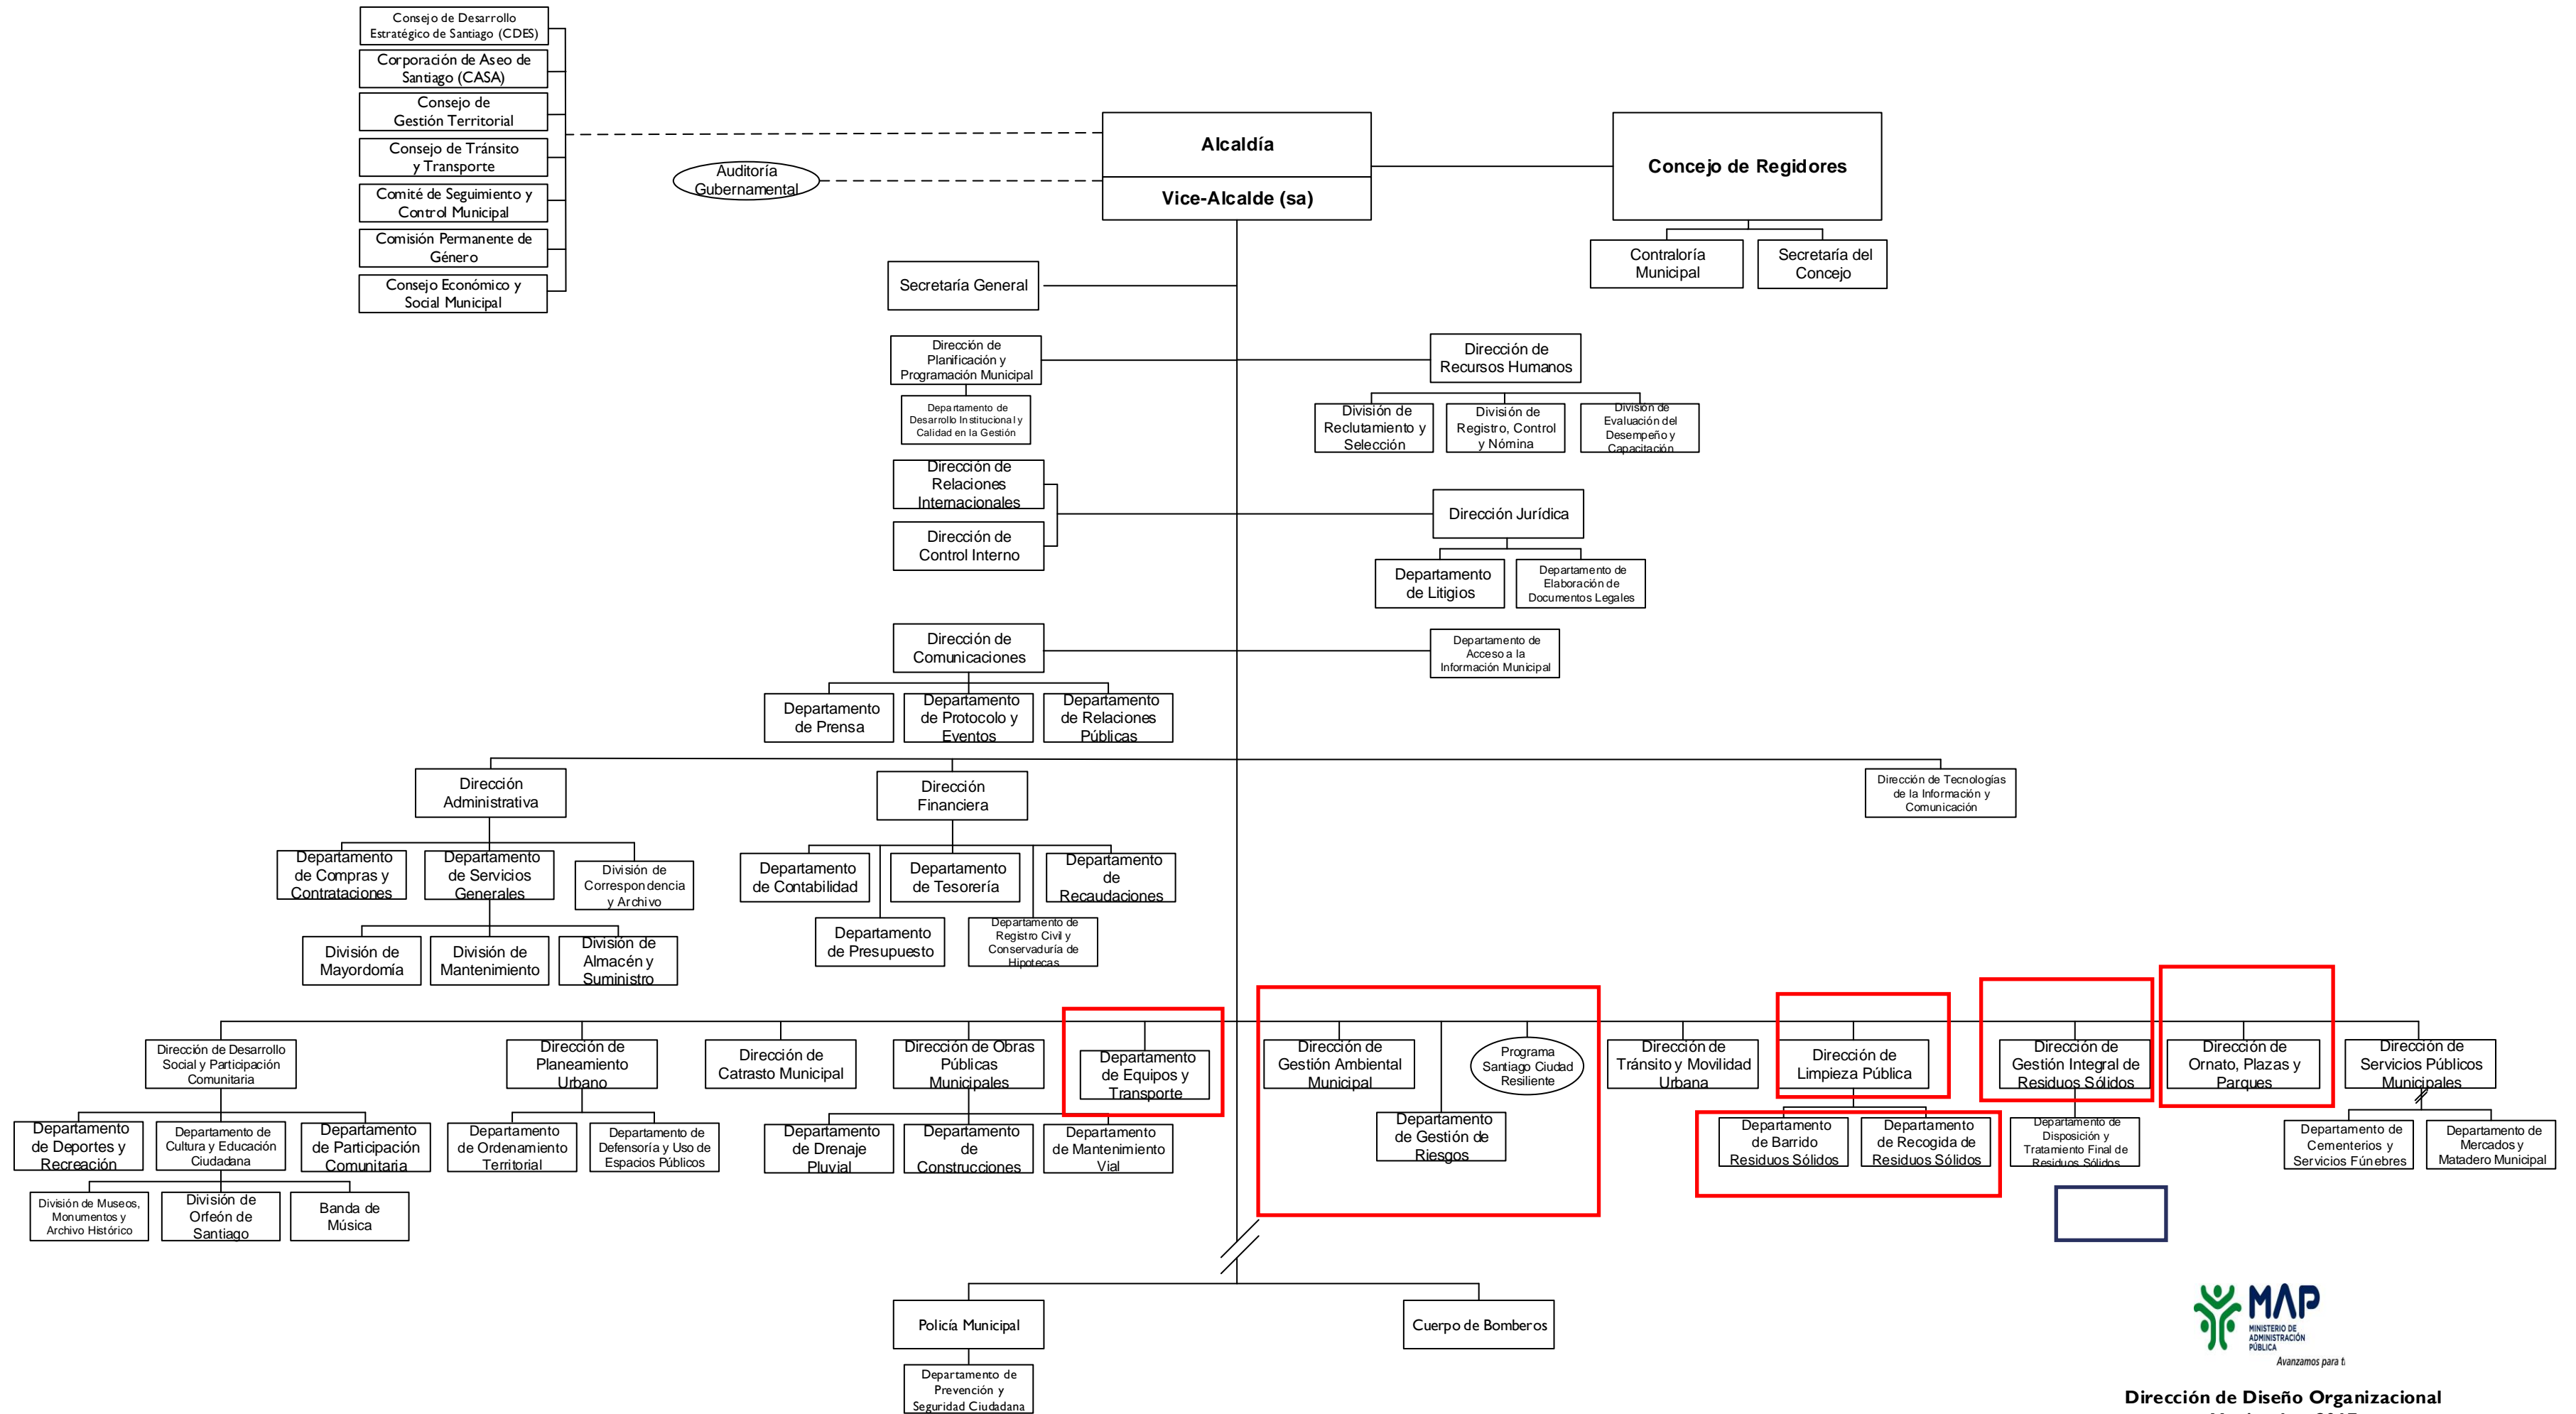 Consejo de Desarrollo
Estratégico de Santiago (CDES)
Corporación de Aseo de
Santiago (CASA)
Consejo de
Gestión Territorial
Consejo de Tránsito
y Transporte
Comité de Seguimiento y
Control Municipal
Comisión Permanente de
Género
Consejo Económico y
Social Municipal
Auditoría
Gubernamental
Alcaldía
Vice-Alcalde (sa)
Concejo de Regidores
Contraloría
Municipal
Secretaría del
Concejo
Secretaría General
Dirección de
Planificación y
Programación Municipal
Departamento de
Desarrollo Institucional y
Calidad en la Gestión
Dirección de
Recursos Humanos
División de
Reclutamiento y
Selección
División de
Registro, Control
y Nómina
División de
Evaluación del
Desempeño y
Capacitación
Dirección de
Relaciones
Internacionales
Dirección de
Control Interno
Dirección Jurídica
Departamento
de Litigios
Departamento de
Elaboración de
Documentos Legales
Dirección de
Comunicaciones
Departamento de
Acceso a la
Información Municipal
Departamento
de Prensa
Departamento
de Protocolo y
Eventos
Departamento
de Relaciones
Públicas
Dirección
Administrativa
Dirección
Financiera
Dirección de Tecnologías
de la Información y
Comunicación
Departamento
de Compras y
Contrataciones
Departamento
de Servicios
Generales
División de
Correspondencia
y Archivo
División de
Mayordomía
División de
Mantenimiento
División de
Almacén y
Suministro
Departamento
de Contabilidad
Departamento
de Tesorería
Departamento
de
Recaudaciones
Departamento
de Presupuesto
Departamento de
Registro Civil y
Conservaduría de
Hipotecas
Dirección de Desarrollo
Social y Participación
Comunitaria
Dirección de
Planeamiento
Urbano
Dirección de
Catrasto Municipal
Dirección de Obras
Públicas
Municipales
Departamento
de Equipos y
Transporte
Dirección de
Gestión Ambiental
Municipal
Programa
Santiago Ciudad
Resiliente
Dirección de
Tránsito y Movilidad
Urbana
Dirección de
Limpieza Pública
Dirección de
Gestión Integral de
Residuos Sólidos
Dirección de
Ornato, Plazas y
Parques
Dirección de
Servicios Públicos
Municipales
Departamento
de Deportes y
Recreación
Departamento de
Cultura y Educación
Ciudadana
Departamento
de Participación
Comunitaria
Departamento
de Ordenamiento
Territorial
Departamento de
Defensoría y Uso de
Espacios Públicos
Departamento
de Drenaje
Pluvial
Departamento
de
Construcciones
Departamento
de Mantenimiento
Vial
Departamento
de Gestión de
Riesgos
Departamento
de Barrido
Residuos Sólidos
Departamento
de Recogida de
Residuos Sólidos
Departamento de
Disposición y
Tratamiento Final de
Residuos Sólidos
Departamento de
Cementerios y
Servicios Fúnebres
Departamento de
Mercados y
Matadero Municipal
División de Museos,
Monumentos y
Archivo Histórico
División de
Orfeón de
Santiago
Banda de
Música
Policía Municipal
Cuerpo de Bomberos
Departamento de
Prevención y
Seguridad Ciudadana
MAP
MINISTERIO DE
ADMINISTRACIÓN
PÚBLICA
Avanzamos para ti
Dirección de Diseño Organizacional